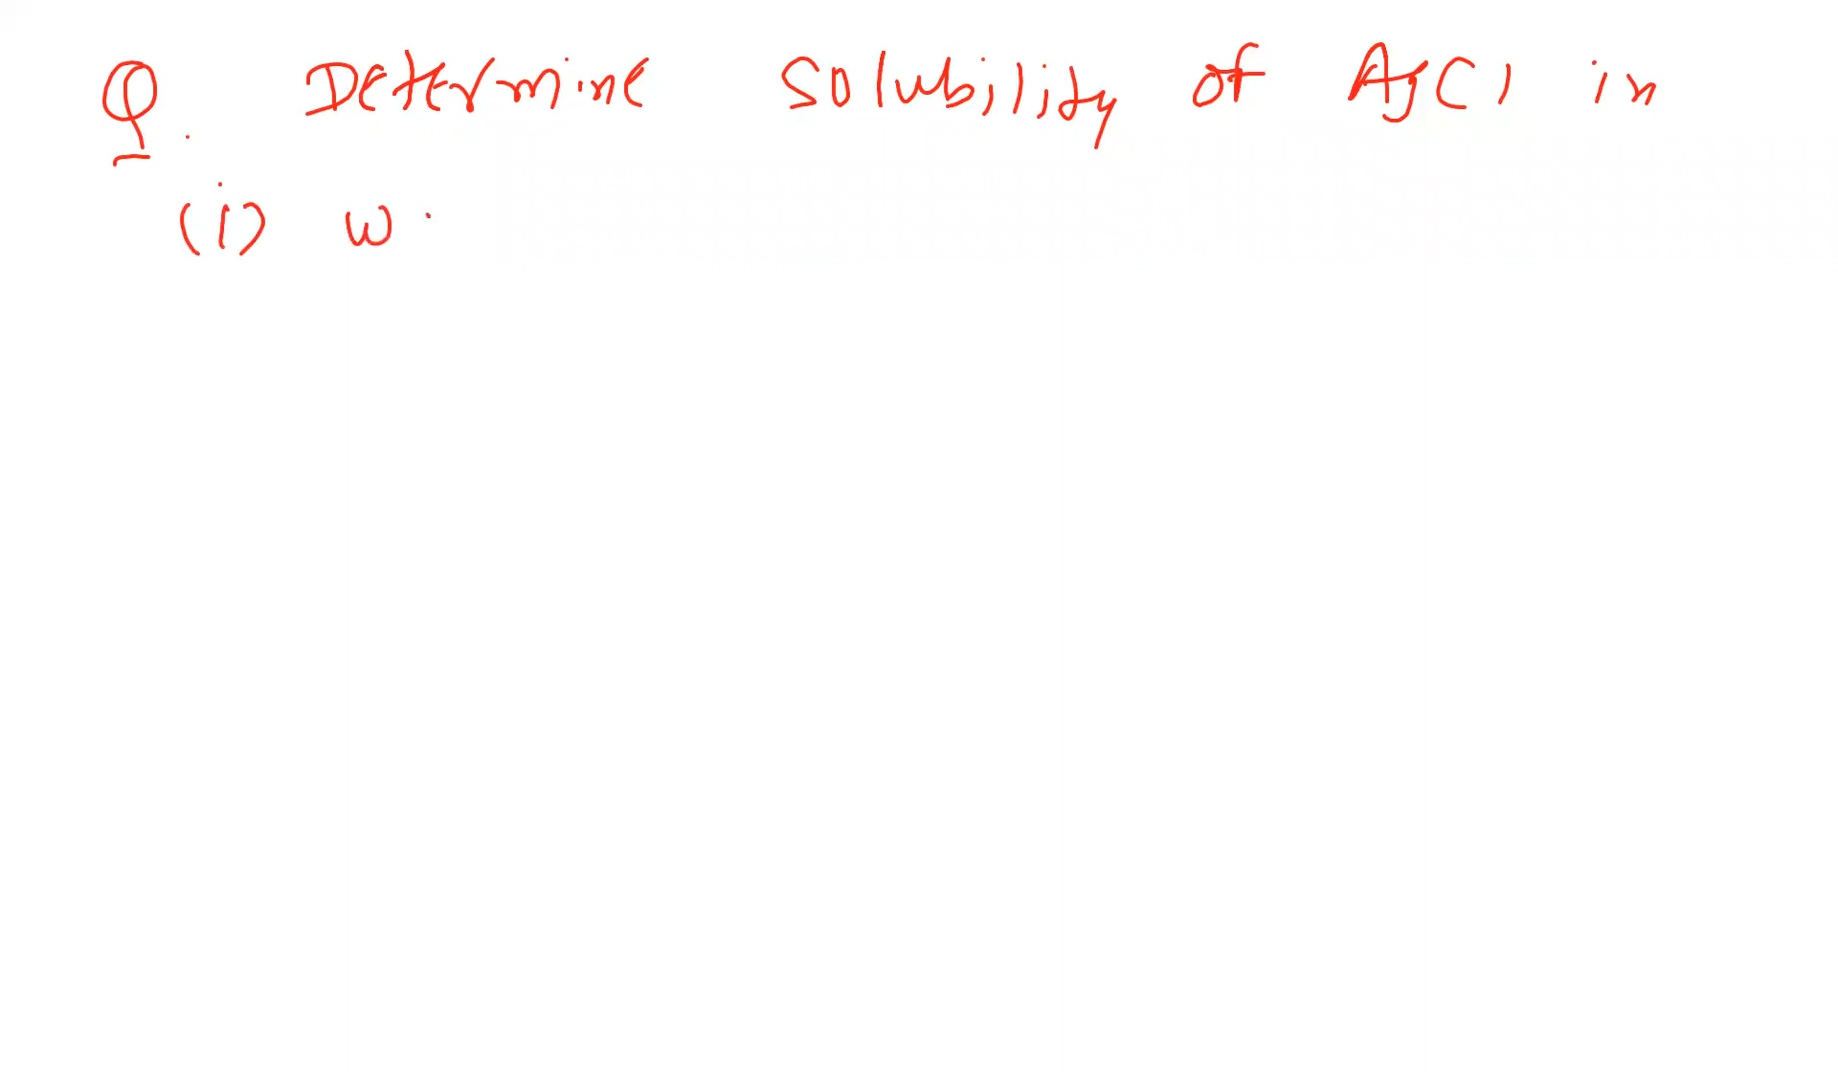 Q. Determine solubility of AgCl in
(i) w